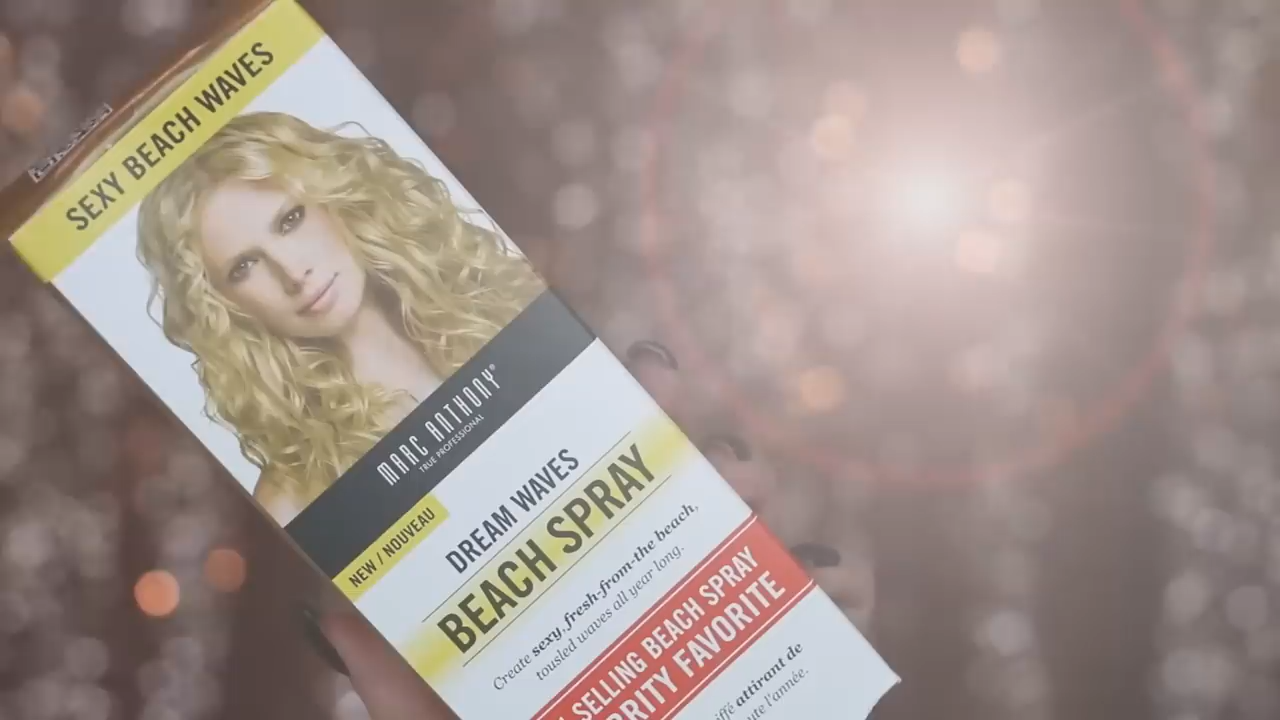 SEXY BEACH WAVES
MARC ANTHONY®
TRUE PROFESSIONAL
NEW / NOUVEAU
DREAM WAVES
BEACH SPRAY
Create sexy, fresh-from-the beach,
tousled waves all year long.
SELLING BEACH SPRAY
FAVORITE
attirant de
l'année.